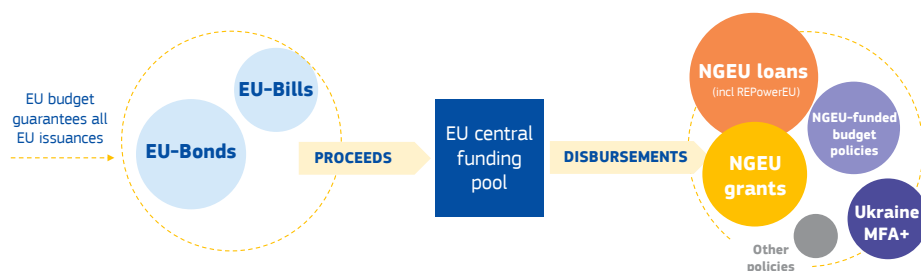 EU budget
guarantees all
EU issuances
EU-Bills
EU-Bonds
PROCEEDS
EU central
funding
pool
DISBURSEMENTS
NGEU loans
(incl REPowerEU)
NGEU-funded
budget
policies
NGEU
grants
Ukraine
MFA+
Other
policies